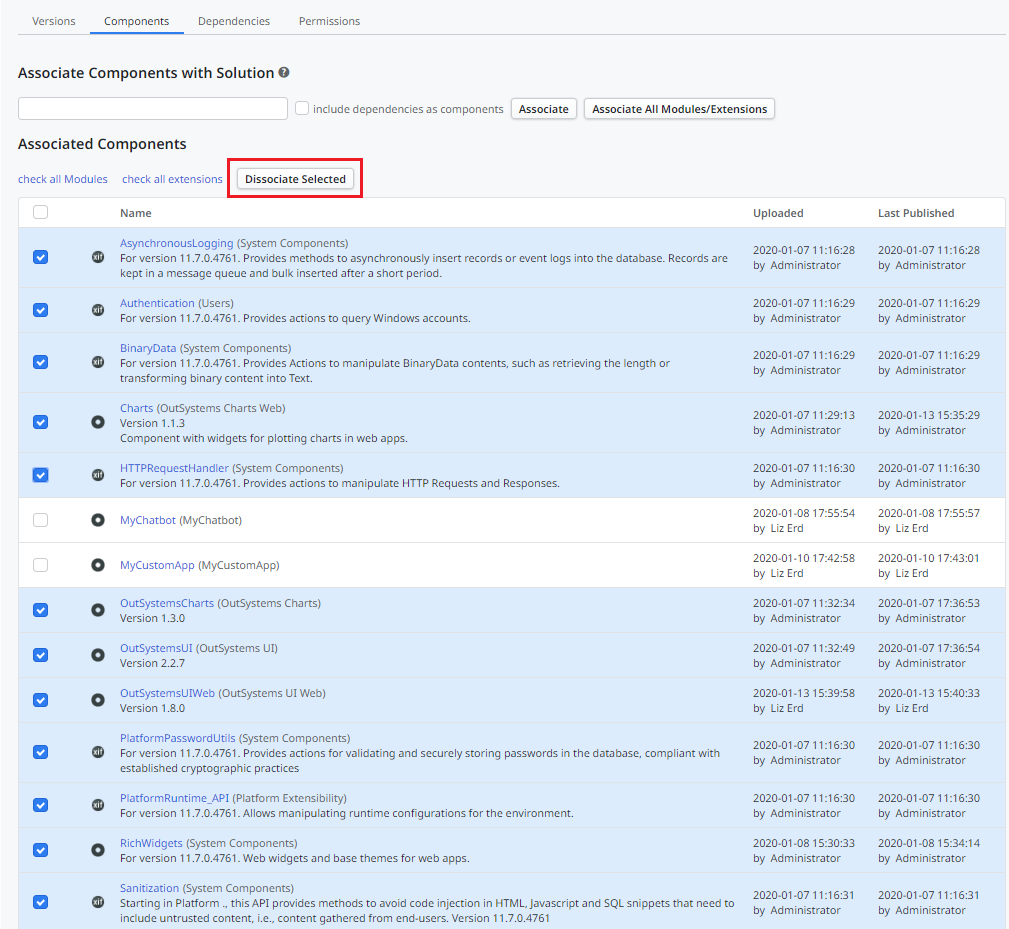 Versions Components Dependencies Permissions
Associate Components with Solution ?
include dependencies as components Associate Associate All Modules/Extensions
Associated Components
check all Modules check all extensions Dissociate Selected
Name Uploaded Last Published
AsynchronousLogging (System Components)
For version 11.7.0.4761. Provides methods to asynchronously insert records or event logs into the database. Records are
kept in a message queue and bulk inserted after a short period.
2020-01-07 11:16:28
by Administrator
2020-01-07 11:16:28
by Administrator
xif
Authentication (Users)
For version 11.7.0.4761. Provides actions to query Windows accounts.
2020-01-07 11:16:29
by Administrator
2020-01-07 11:16:29
by Administrator
xif
BinaryData (System Components)
For version 11.7.0.4761. Provides Actions to manipulate BinaryData contents, such as retrieving the length or
transforming binary content into Text.
2020-01-07 11:16:29
by Administrator
2020-01-07 11:16:29
by Administrator
xif
Charts (OutSystems Charts Web)
Version 1.1.3
Component with widgets for plotting charts in web apps.
2020-01-07 11:29:13
by Administrator
2020-01-13 15:35:29
by Administrator
xif
HTTPRequestHandler (System Components)
For version 11.7.0.4761. Provides actions to manipulate HTTP Requests and Responses.
2020-01-07 11:16:30
by Administrator
2020-01-07 11:16:30
by Administrator
MyChatbot (MyChatbot)
2020-01-08 17:55:54
by Liz Erd
2020-01-08 17:55:57
by Liz Erd
MyCustomApp (MyCustomApp)
2020-01-10 17:42:58
by Liz Erd
2020-01-10 17:43:01
by Liz Erd
OutSystemsCharts (OutSystems Charts)
Version 1.3.0
2020-01-07 11:32:34
by Administrator
2020-01-07 17:36:53
by Administrator
OutSystemsUI (OutSystems UI)
Version 2.2.7
2020-01-07 11:32:49
by Administrator
2020-01-07 17:36:54
by Administrator
OutSystemsUIWeb (OutSystems UI Web)
Version 1.8.0
2020-01-13 15:39:58
by Liz Erd
2020-01-13 15:40:33
by Liz Erd
xif
PlatformPasswordUtils (System Components)
For version 11.7.0.4761. Provides actions for validating and securely storing passwords in the database, compliant with
established cryptographic practices
2020-01-07 11:16:30
by Administrator
2020-01-07 11:16:30
by Administrator
xif
PlatformRuntime_API (Platform Extensibility)
For version 11.7.0.4761. Allows manipulating runtime configurations for the environment.
2020-01-07 11:16:30
by Administrator
2020-01-07 11:16:30
by Administrator
RichWidgets (System Components)
For version 11.7.0.4761. Web widgets and base themes for web apps.
2020-01-08 15:30:33
by Administrator
2020-01-08 15:34:14
by Administrator
xif
Sanitization (System Components)
Starting in Platform ., this API provides methods to avoid code injection in HTML, Javascript and SQL snippets that need to
include untrusted content, i.e., content gathered from end-users. Version 11.7.0.4761
2020-01-07 11:16:31
by Administrator
2020-01-07 11:16:31
by Administrator